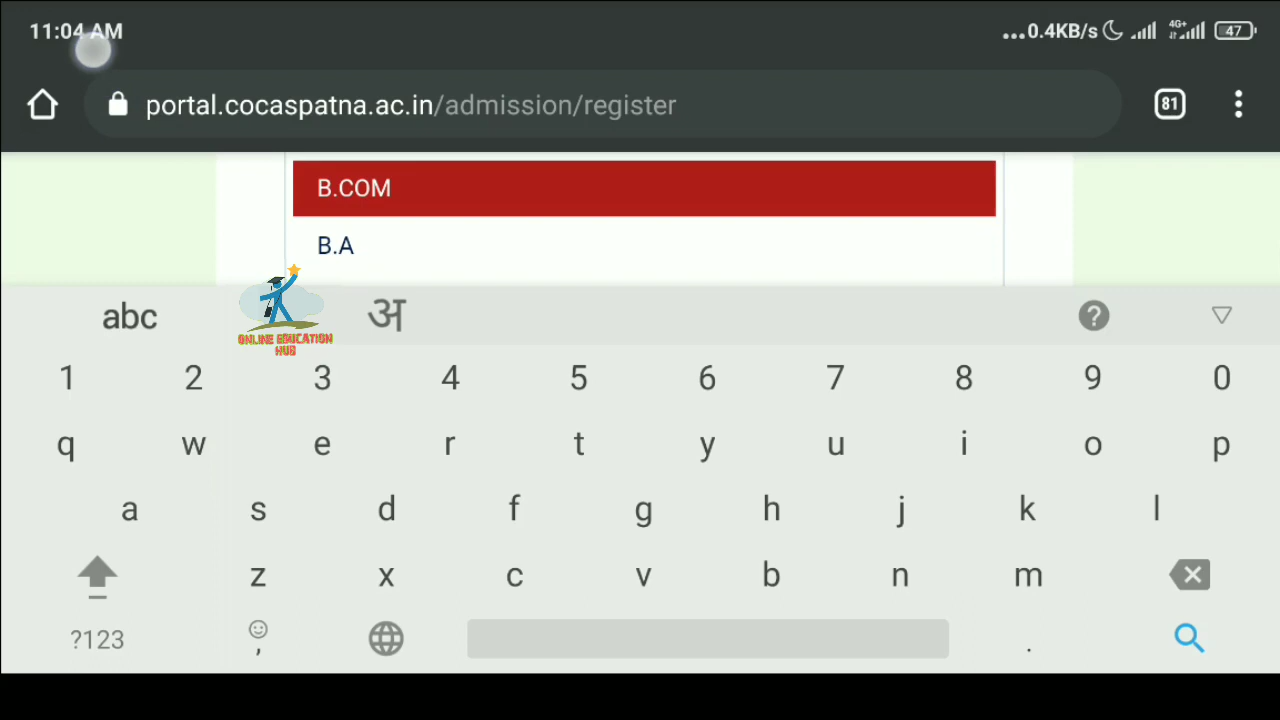 11:04 AM
...0.4KB/s 4G+ 47
portal.cocaspatna.ac.in/admission/register 81
B.COM
B.A
abc अ ?
ONLINE EDUCATION
HUB
1 2 3 4 5 6 7 8 9 0
q w e r t y u i o p
a s d f g h j k l
z x c v b n m
?123 , .